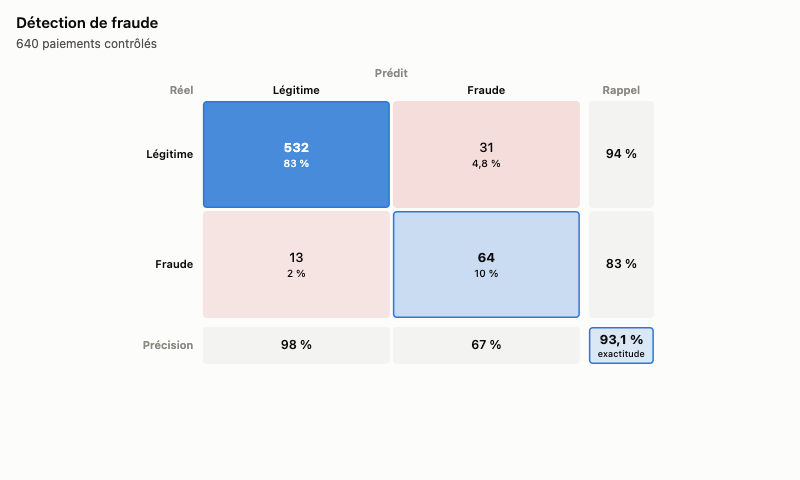 Détection de fraude
640 paiements contrôlés
Prédit
Réel Légitime Fraude Rappel
Légitime 532 31 94 %
83 % 4,8 %
Fraude 13 64 83 %
2 % 10 %
Précision 98 % 67 % 93,1 %
exactitude